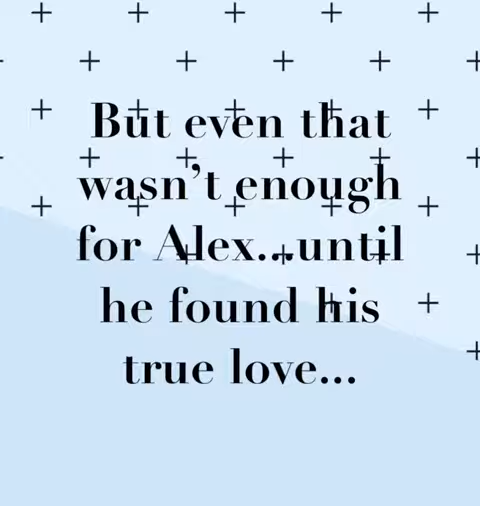 But even that
wasn’t enough
for Alex...until
he found his
true love...